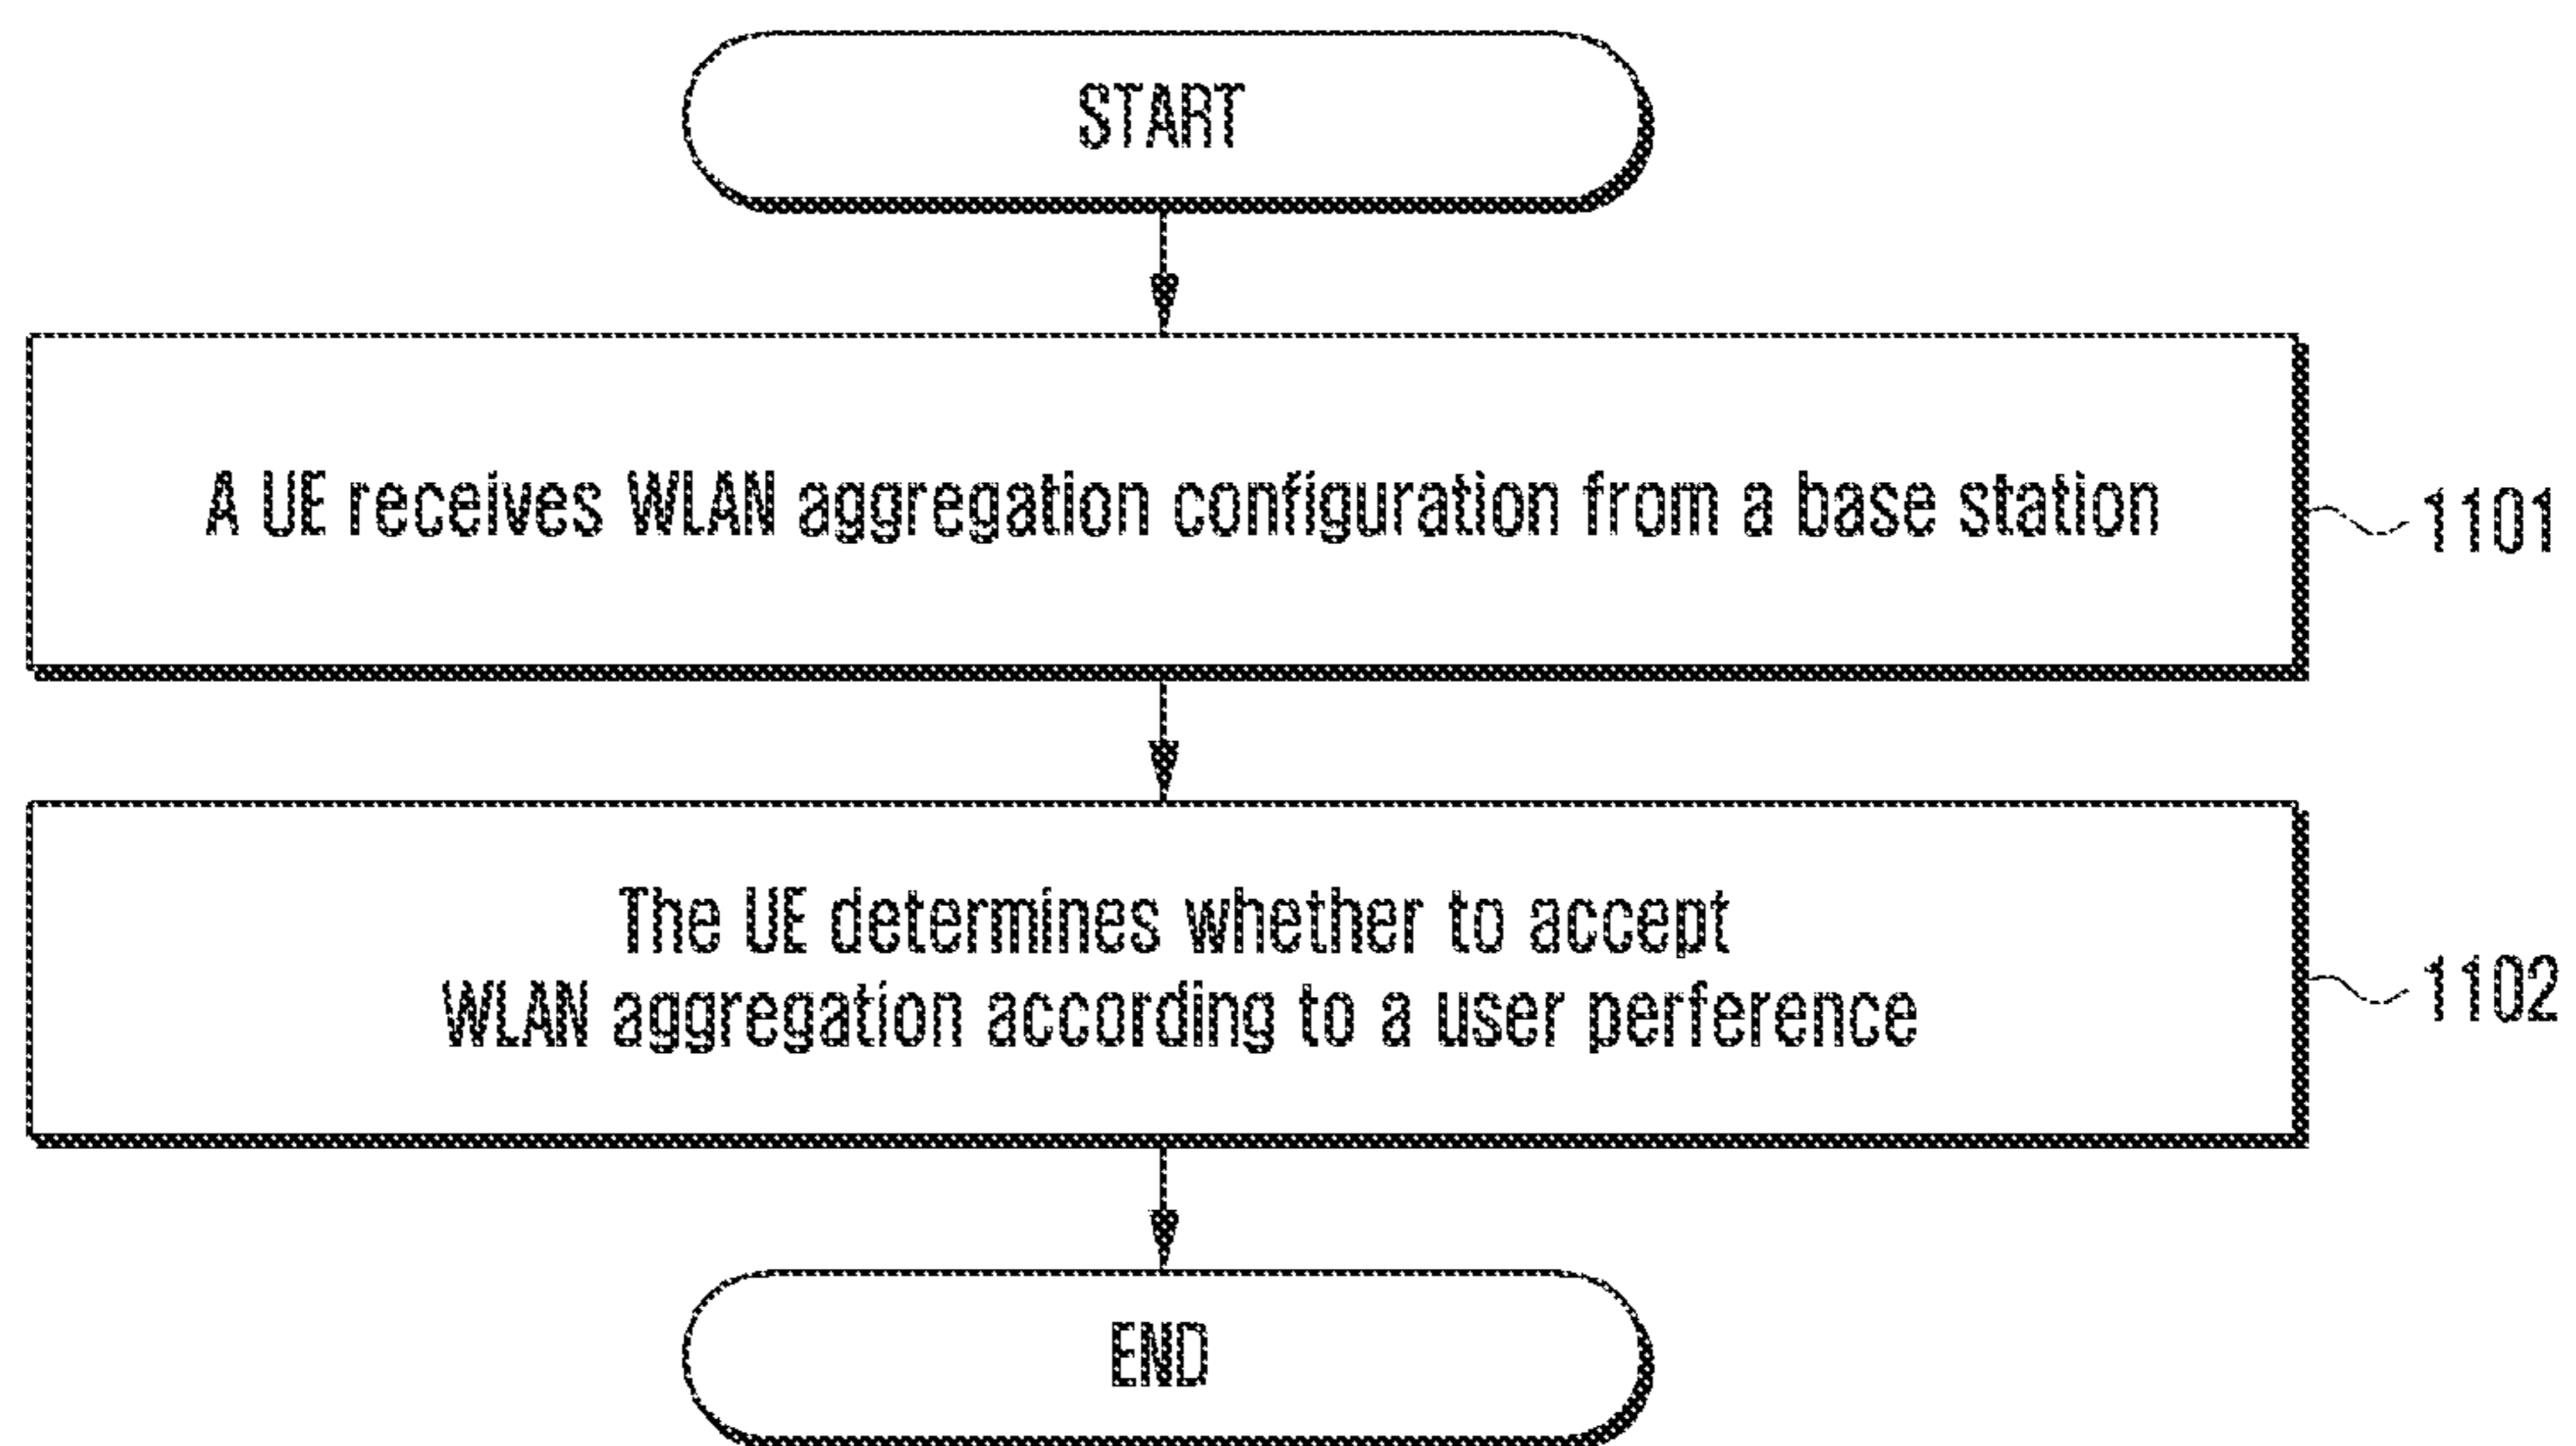 START
A UE receives WLAN aggregation configuration from a base station
1101
The UE determines whether to accept
WLAN aggregation according to a user perference
1102
END